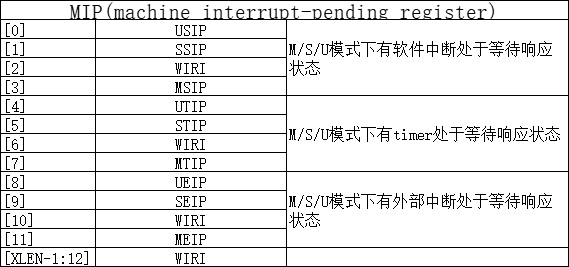 MIP(machine interrupt-pending register)
[0] USIP
[1] SSIP
[2] WIRI
[3] MSIP
M/S/U模式下有软件中断处于等待响应
状态
[4] UTIP
[5] STIP
[6] WIRI
[7] MTIP
M/S/U模式下有timer处于等待响应状态
[8] UEIP
[9] SEIP
[10] WIRI
[11] MEIP
M/S/U模式下有外部中断处于等待响应
状态
[XLEN-1:12] WIRI